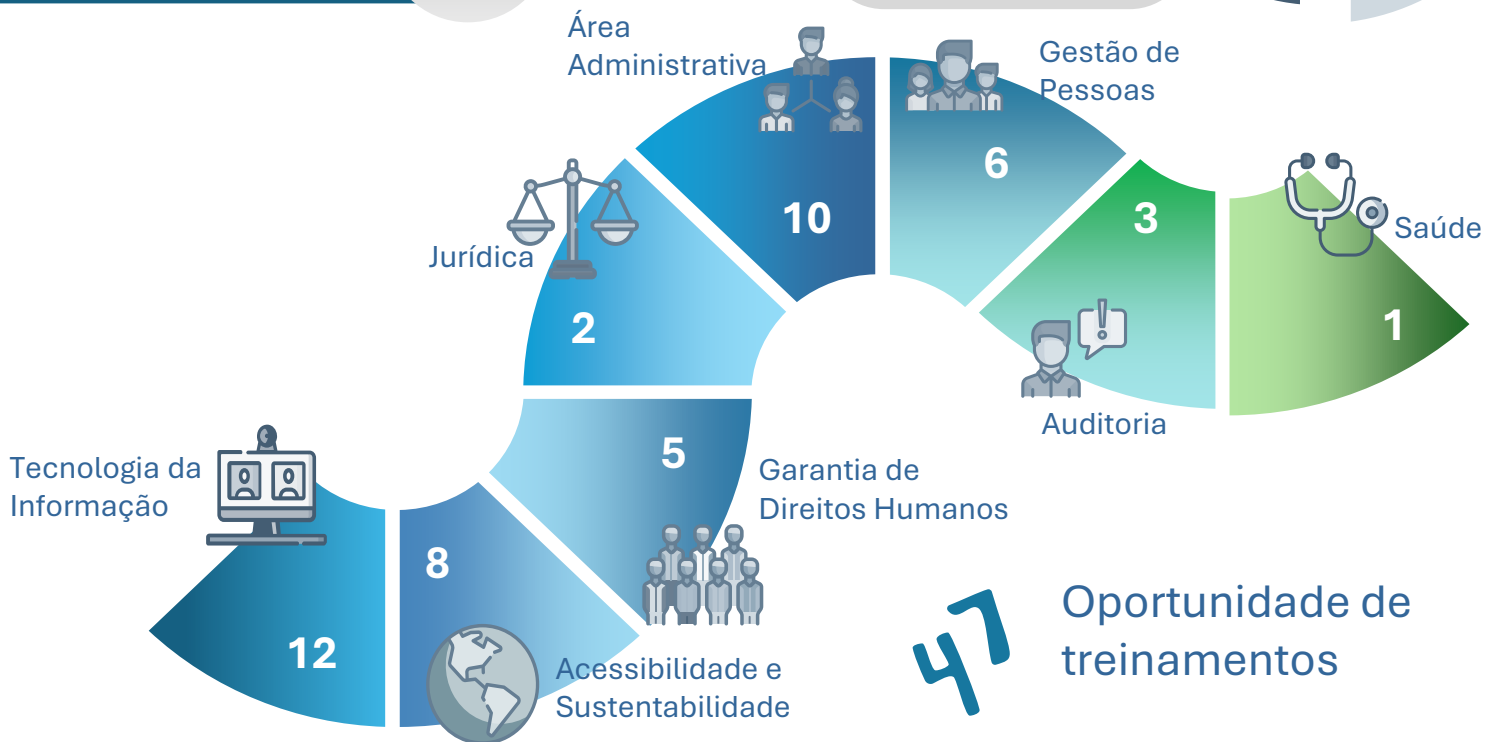 Área
Administrativa
10
Gestão de
Pessoas
6
Jurídica
2
3
Auditoria
Saúde
1
Tecnologia da
Informação
12
8
Acessibilidade e
Sustentabilidade
5
Garantia de
Direitos Humanos
47
Oportunidade de
treinamentos